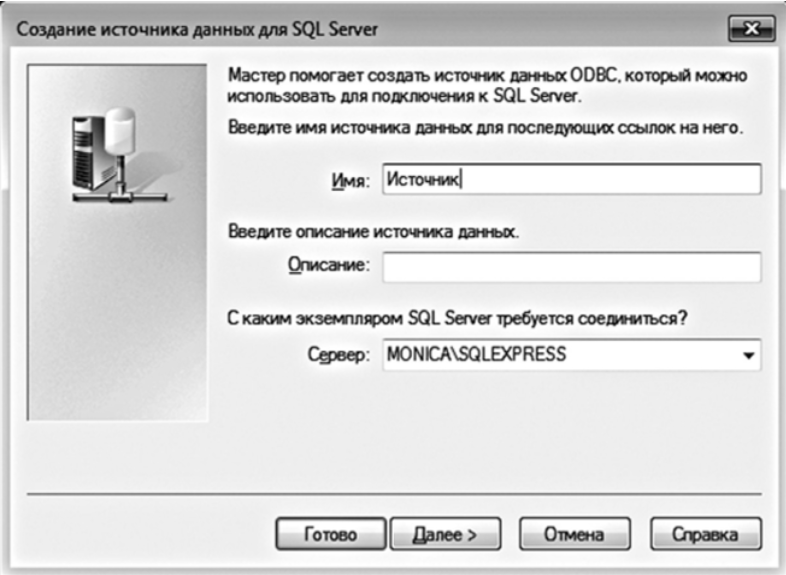 Создание источника данных для SQL Server
Мастер помогает создать источник данных ODBC, который можно
использовать для подключения к SQL Server.
Введите имя источника данных для последующих ссылок на него.
Имя: Источник
Введите описание источника данных.
Описание:
С каким экземпляром SQL Server требуется соединиться?
Сервер: MONICA\SQLEXPRESS
Готово Далее > Отмена Справка